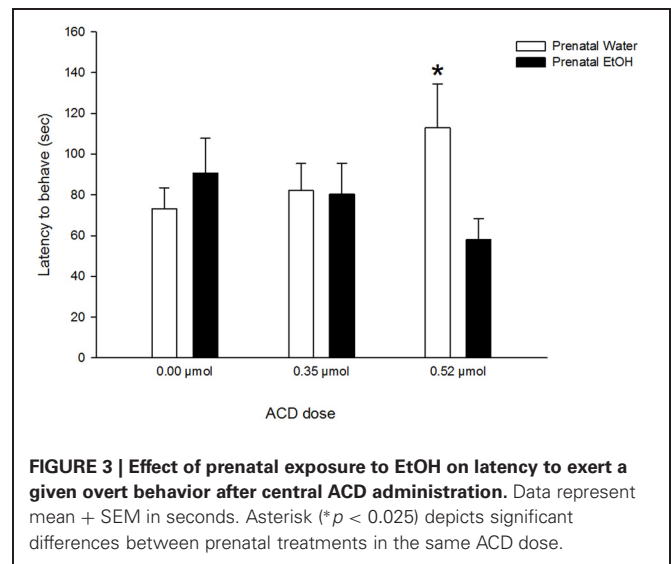 160
140
120
100
80
60
40
20
0
Latency to behave (sec)
Prenatal Water
Prenatal EtOH
*
0.00 µmol
0.35 µmol
0.52 µmol
ACD dose
FIGURE 3 | Effect of prenatal exposure to EtOH on latency to exert a
given overt behavior after central ACD administration. Data represent
mean + SEM in seconds. Asterisk (*p < 0.025) depicts significant
differences between prenatal treatments in the same ACD dose.